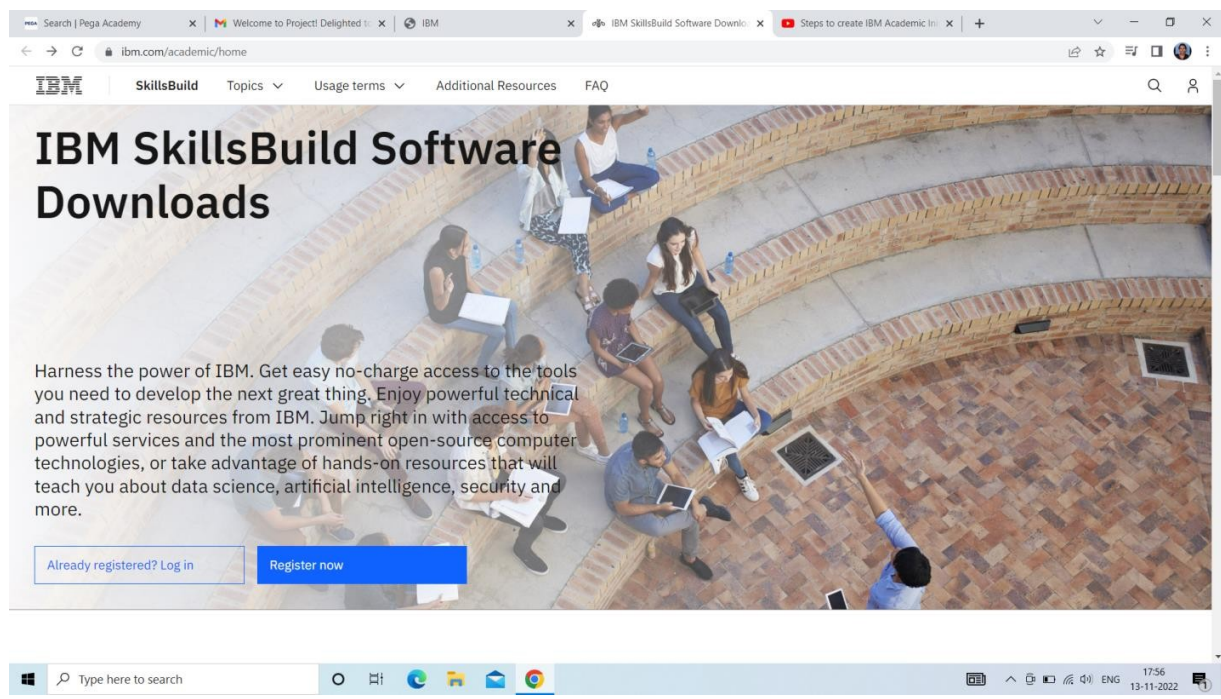 PEGA Search | Pega Academy
Welcome to Project! Delighted to
IBM
IBM SkillsBuild Software Downlo
Steps to create IBM Academic Ini
ibm.com/academic/home
IBM SkillsBuild Topics Usage terms Additional Resources FAQ
IBM SkillsBuild Software
Downloads
Harness the power of IBM. Get easy no-charge access to the tools
you need to develop the next great thing. Enjoy powerful technical
and strategic resources from IBM. Jump right in with access to
powerful services and the most prominent open-source computer
technologies, or take advantage of hands-on resources that will
teach you about data science, artificial intelligence, security and
more.
Already registered? Log in
Register now
Type here to search
ENG
17:56
13-11-2022
1